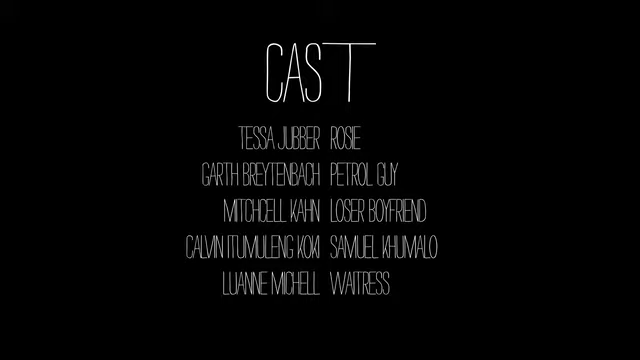 CAST
TESSA JUBBER ROSIE
GARTH BREYTENBACH PETROL GUY
MITCHCELL KAHN LOSER BOYFRIEND
CALVIN ITUMULENG KOKI SAMUEL KHUMALO
LUANNE MICHELL WAITRESS